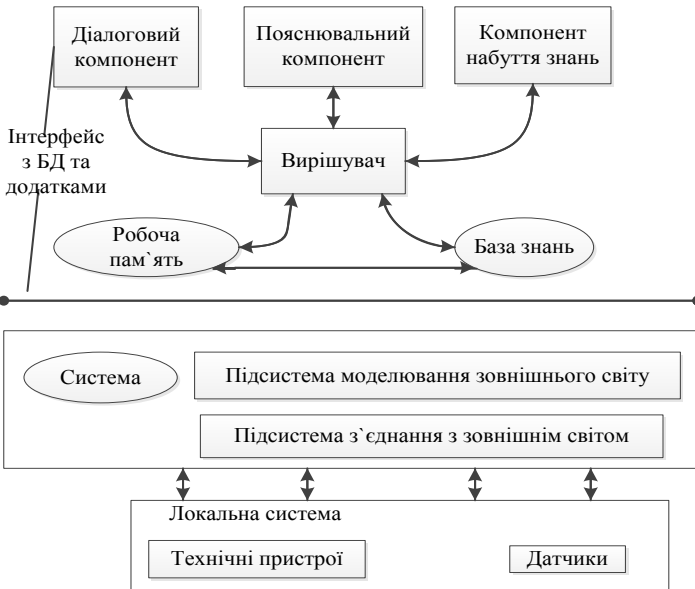 Діалоговий
компонент
Пояснювальний
компонент
Компонент
набуття знань
Інтерфейс
з БД та
додатками
Вирішувач
Робоча
пам`ять
База знань
Система
Підсистема моделювання зовнішнього світу
Підсистема з`єднання з зовнішнім світом
Локальна система
Технічні пристрої
Датчики